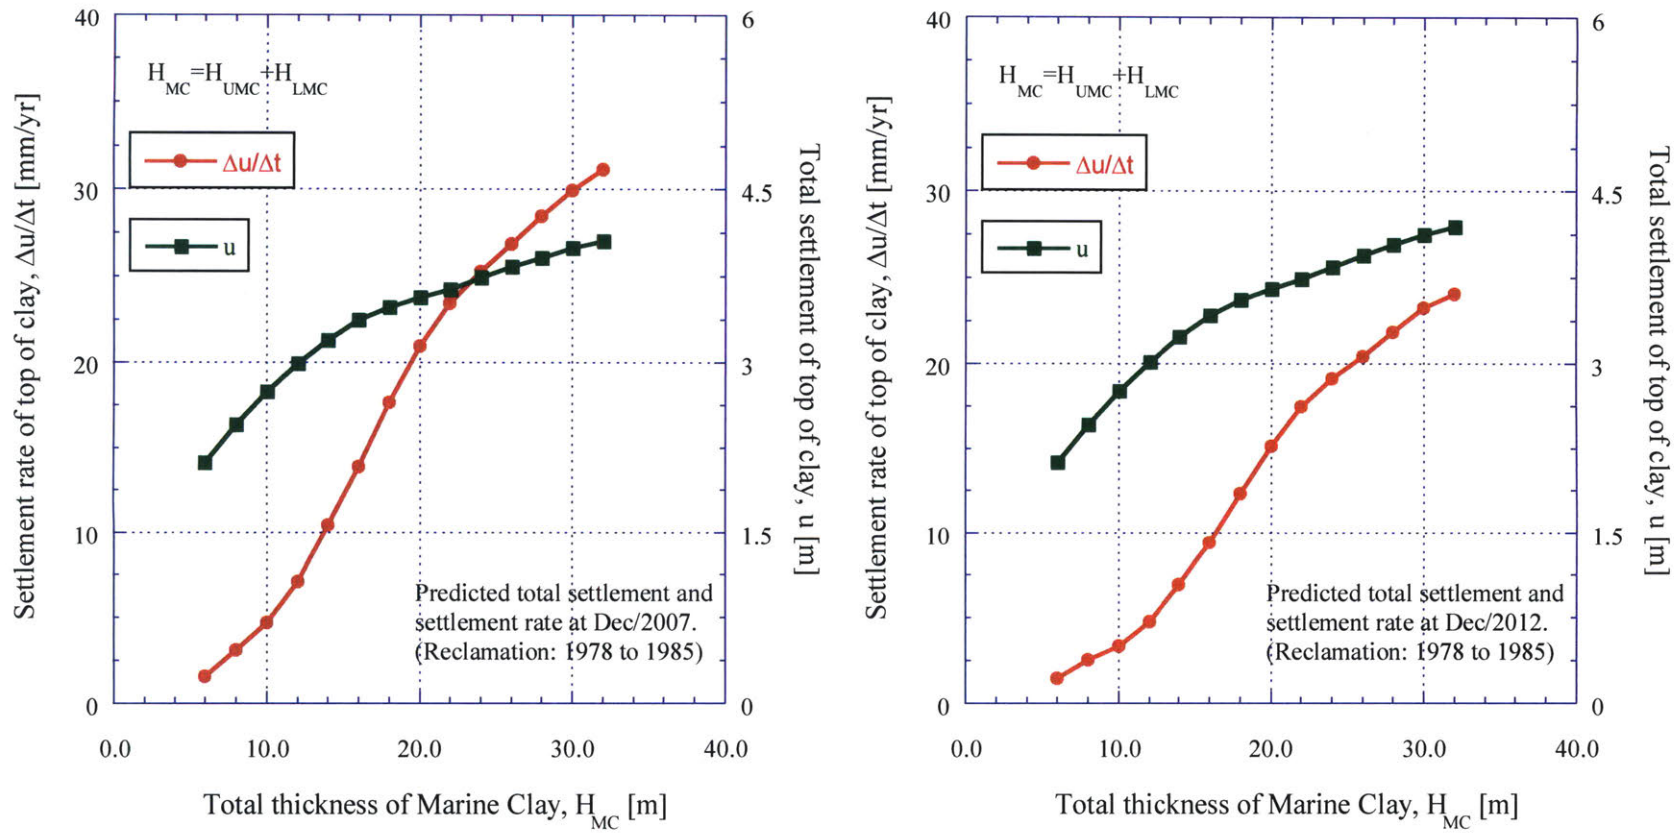 40
30
20
10
0
6
4.5
3
1.5
0
0.0 10.0 20.0 30.0 40.0
Settlement rate of top of clay, Δu/Δt [mm/yr]
Total settlement of top of clay, u [m]
Total thickness of Marine Clay, H_MC [m]
H_MC=H_UMC+H_LMC
Δu/Δt
u
Predicted total settlement and
settlement rate at Dec/2007.
(Reclamation: 1978 to 1985)
40
30
20
10
0
6
4.5
3
1.5
0
0.0 10.0 20.0 30.0 40.0
Settlement rate of top of clay, Δu/Δt [mm/yr]
Total settlement of top of clay, u [m]
Total thickness of Marine Clay, H_MC [m]
H_MC=H_UMC+H_LMC
Δu/Δt
u
Predicted total settlement and
settlement rate at Dec/2012.
(Reclamation: 1978 to 1985)